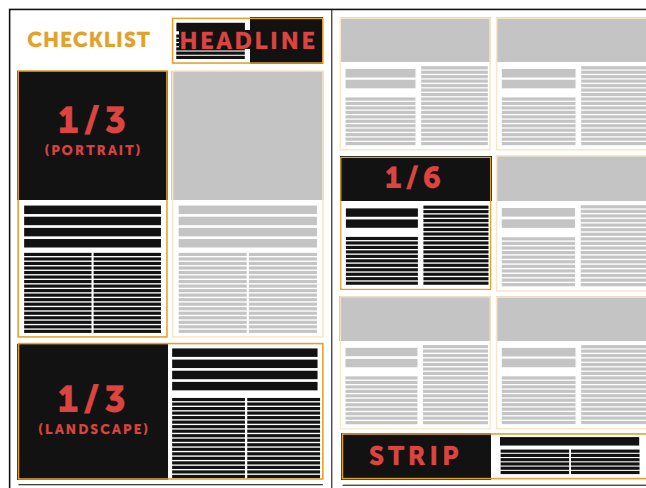 CHECKLIST
HEADLINE
1/3
(PORTRAIT)
1/3
(LANDSCAPE)
1/6
STRIP